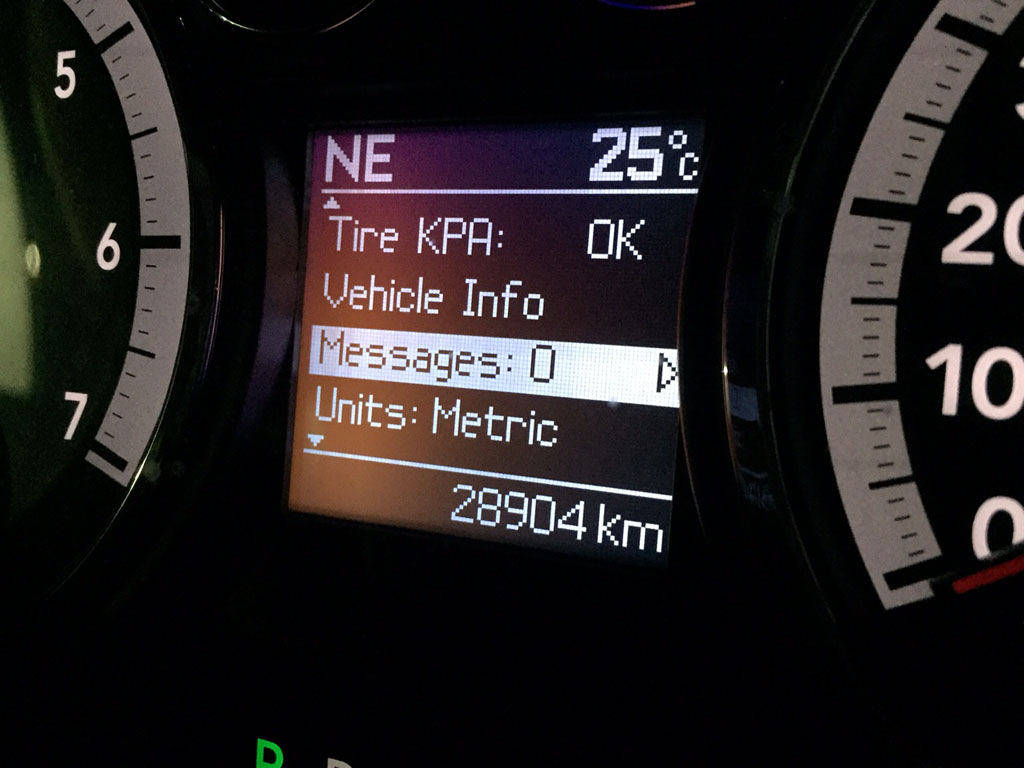 5
6
7
NE 25°C
Tire KPA: OK
Vehicle Info
Messages: 0
Units: Metric
28904 km
20
10
0
P